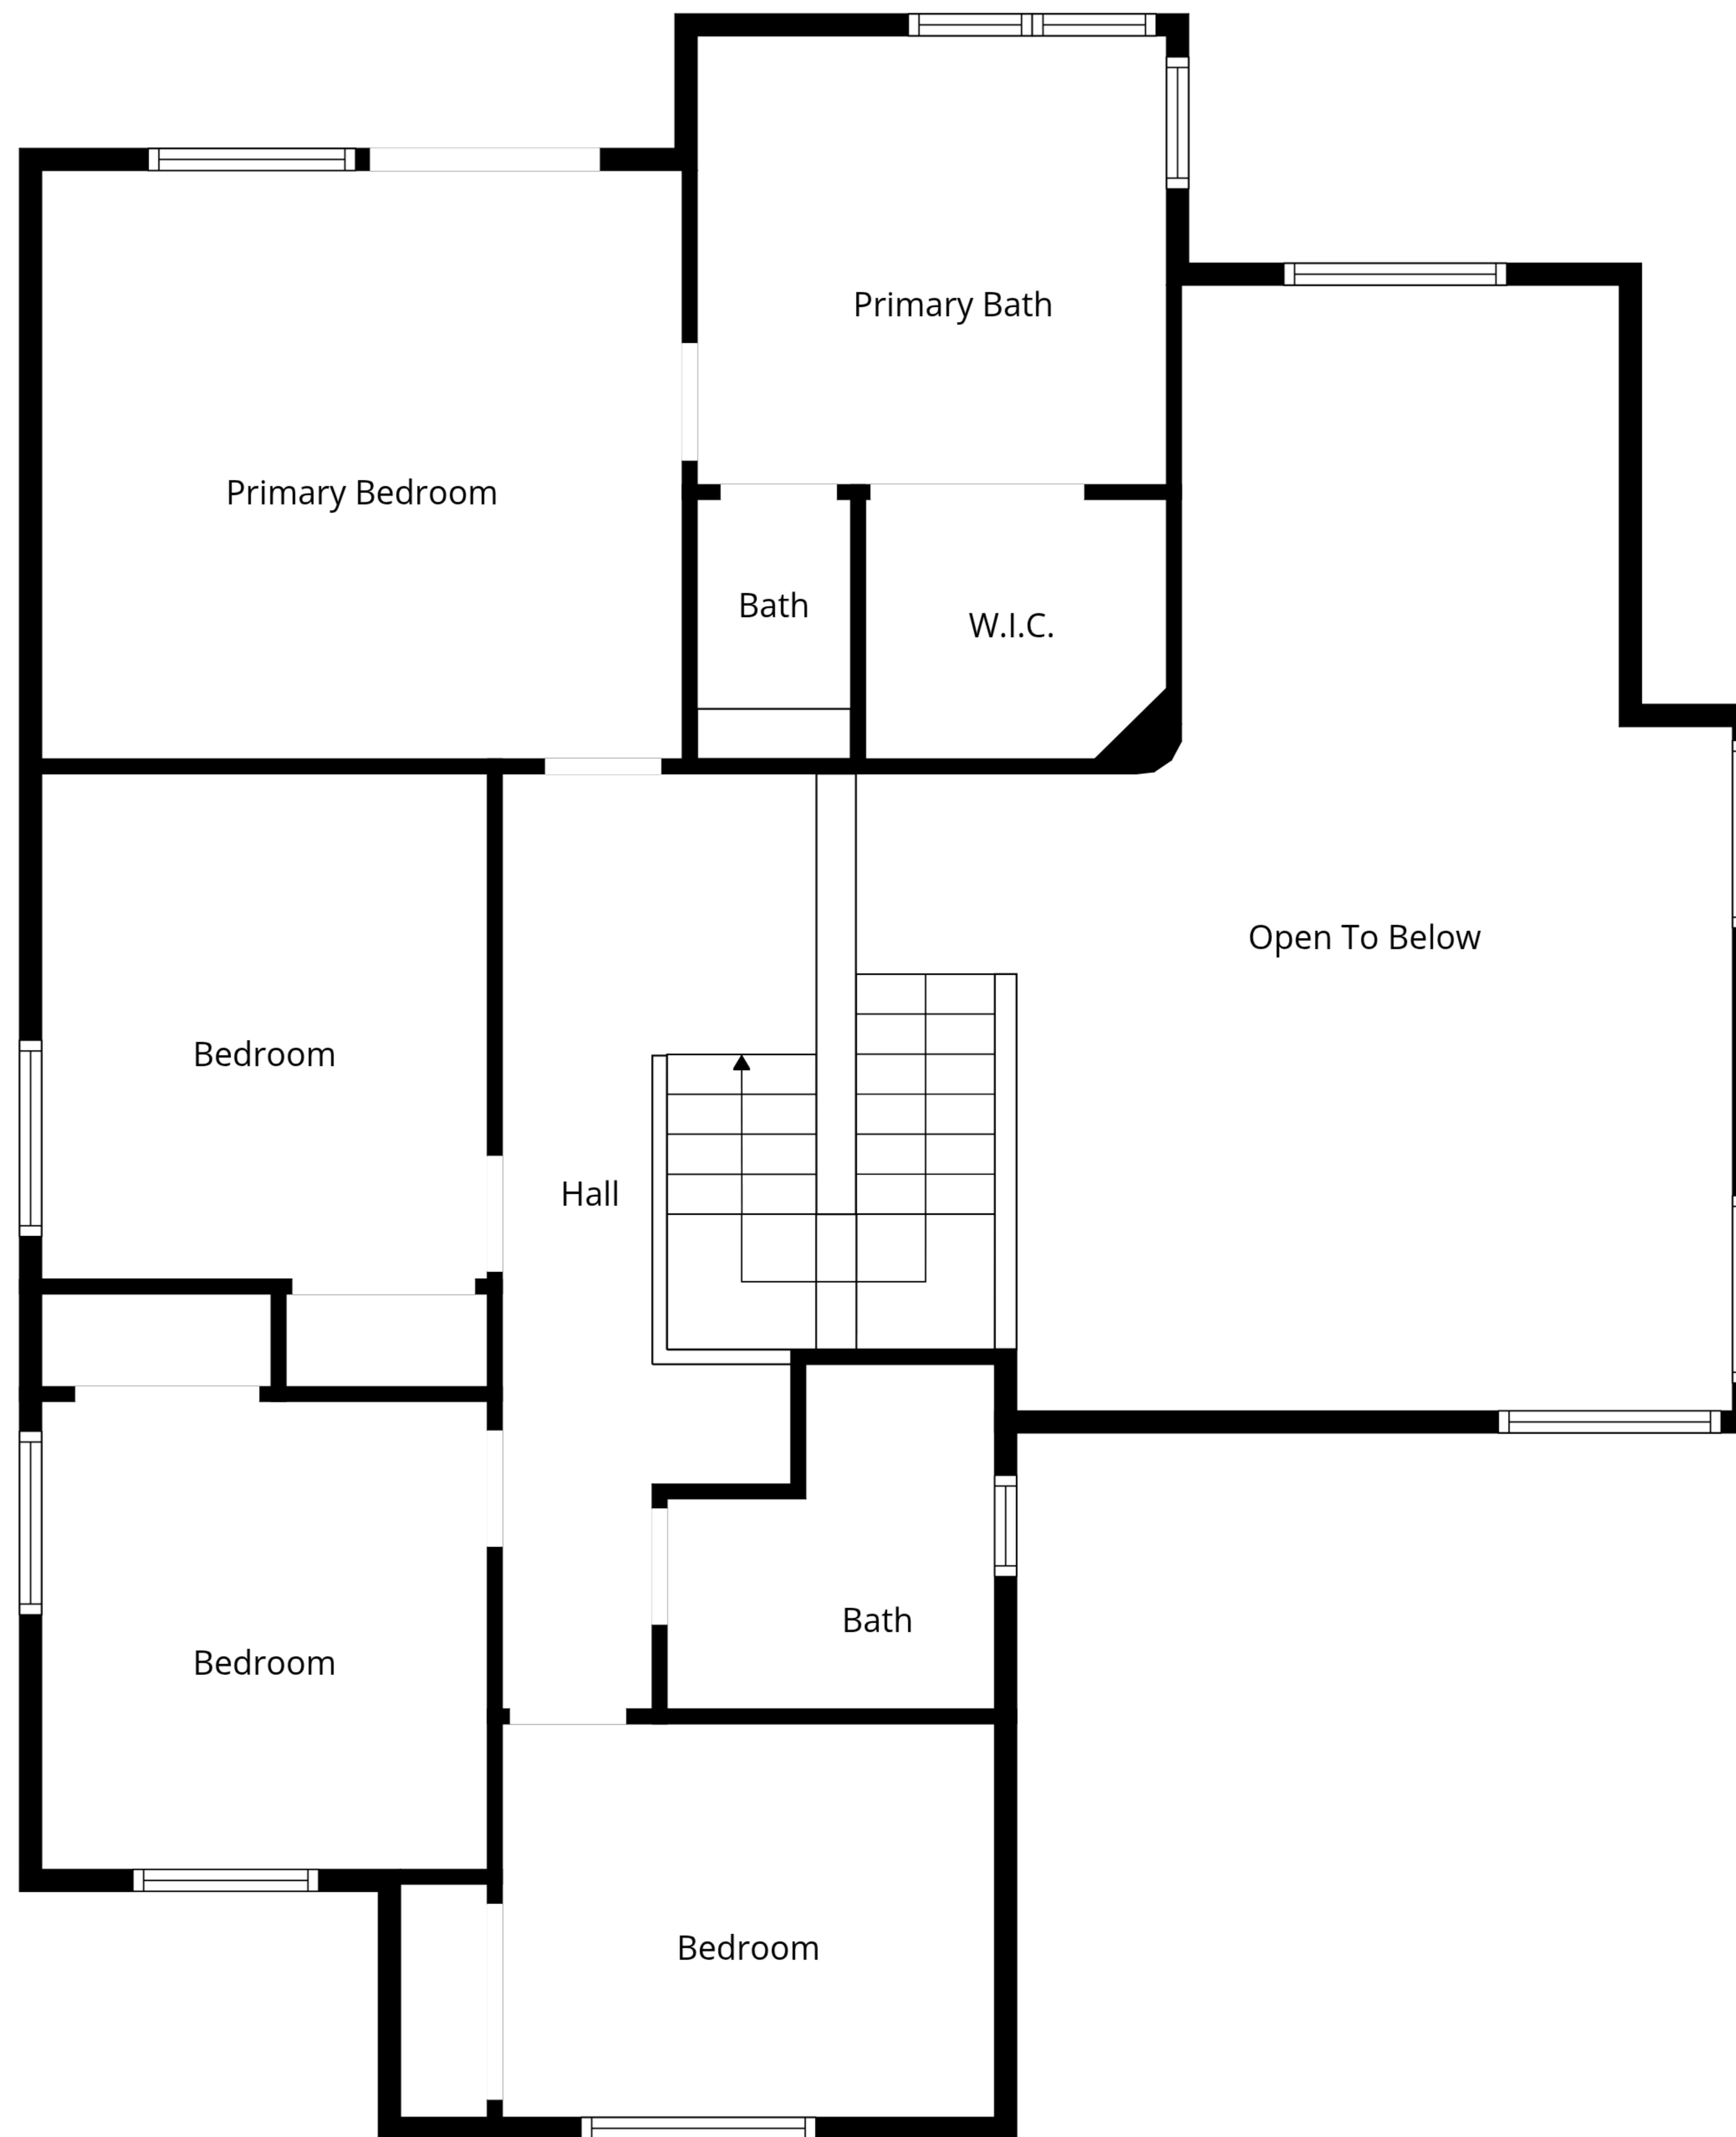 Primary Bath
Primary Bedroom
Bath
W.I.C.
Open To Below
Bedroom
Hall
Bath
Bedroom
Bedroom